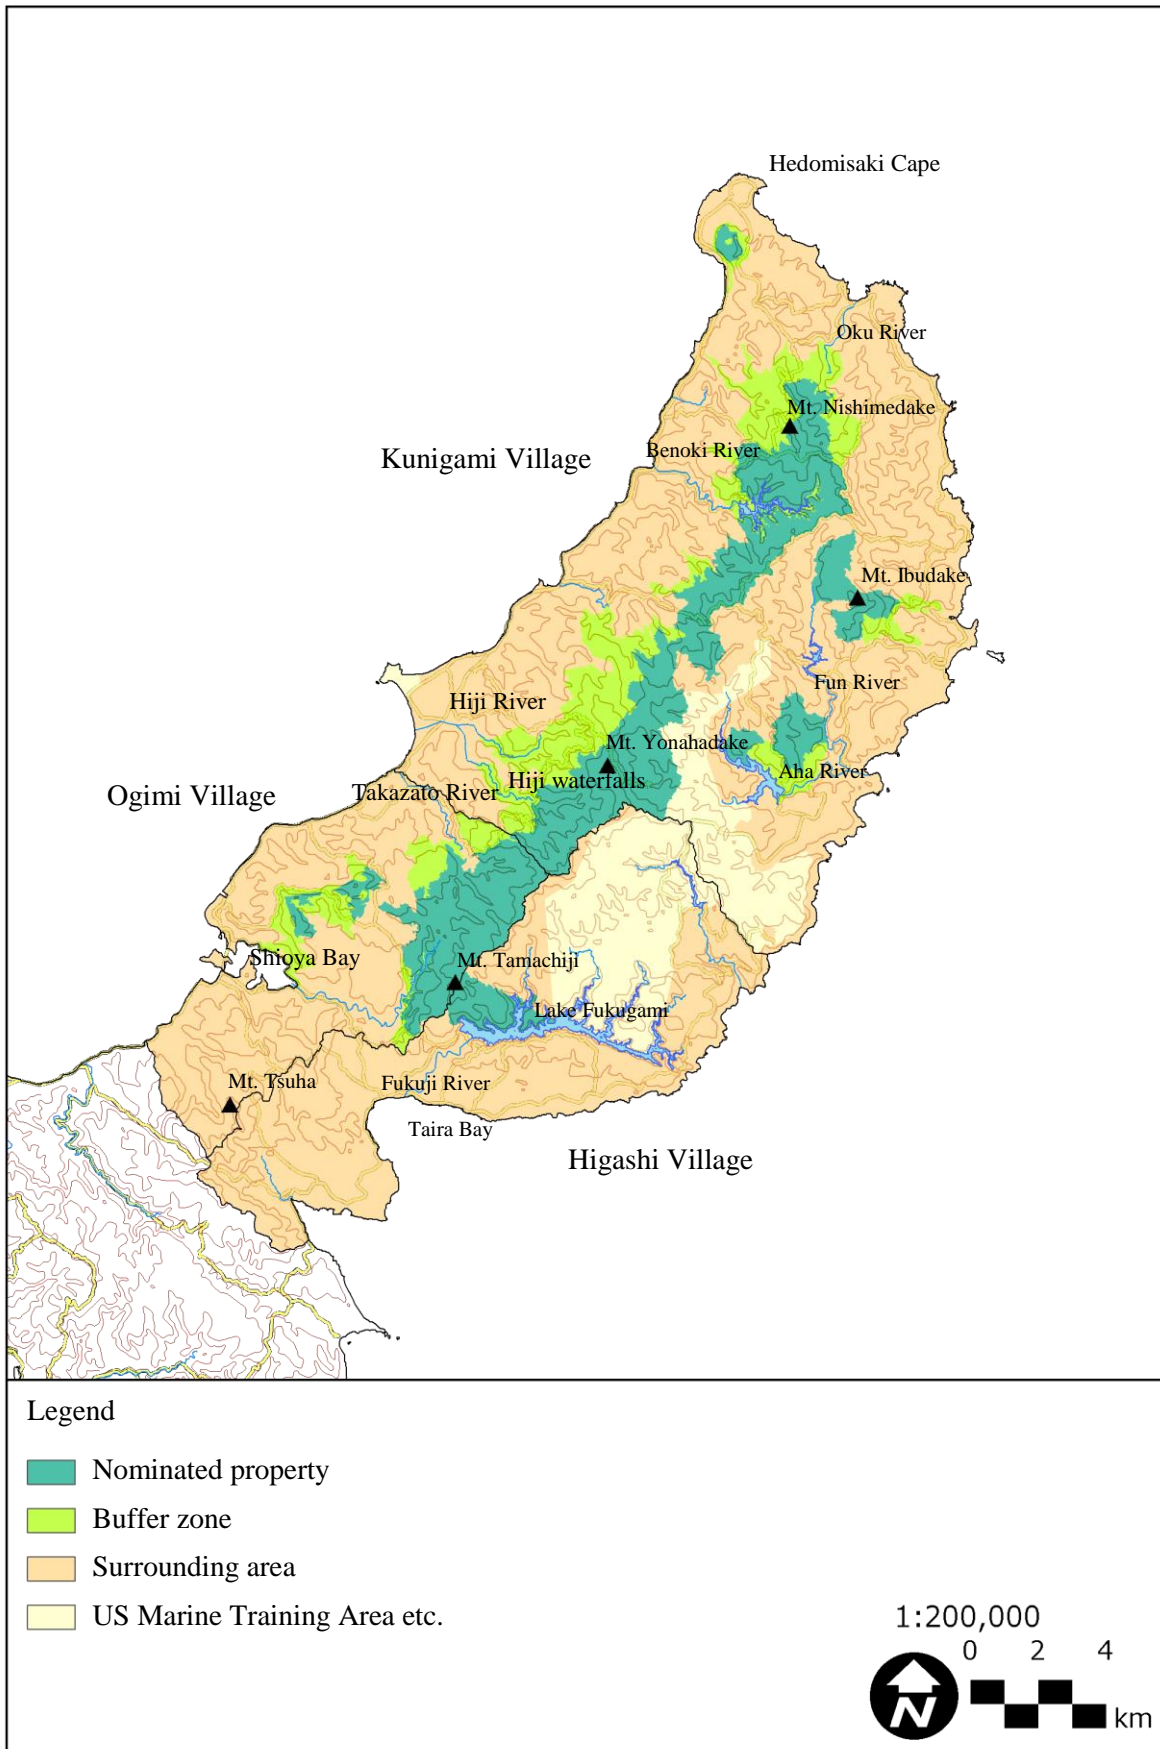 Hedomisaki Cape
Oku River
Mt. Nishimedake
Benoki River
Kunigami Village
Mt. Ibudake
Fun River
Hiji River
Mt. Yonahadake
Aha River
Hiji waterfalls
Takazato River
Ogimi Village
Shioya Bay
Mt. Tamachiji
Lake Fukugami
Mt. Tsuha
Fukuji River
Taira Bay
Higashi Village
Legend
Nominated property
Buffer zone
Surrounding area
US Marine Training Area etc.
1:200,000
0 2 4
N
km